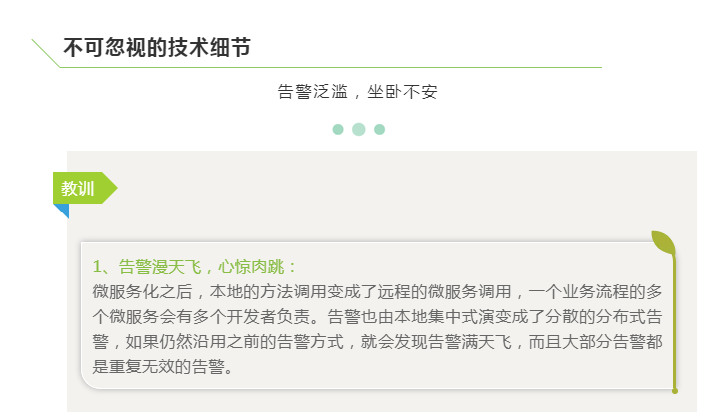 不可忽视的技术细节
告警泛滥，坐卧不安
教训
1、告警漫天飞，心惊肉跳：
微服务化之后，本地的方法调用变成了远程的微服务调用，一个业务流程的多
个微服务会有多个开发者负责。告警也由本地集中式演变成了分散的分布式告
警，如果仍然沿用之前的告警方式，就会发现告警满天飞，而且大部分告警都
是重复无效的告警。